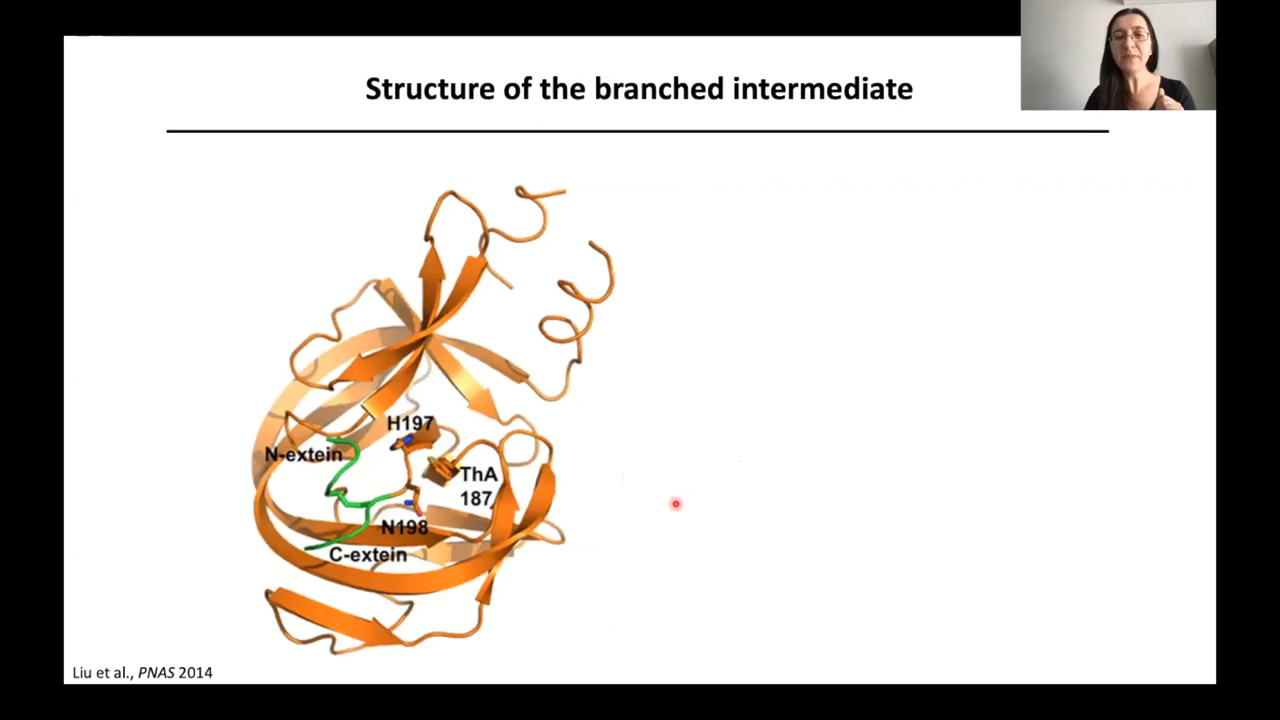 Structure of the branched intermediate
H197
N-extein
ThA
187
N198
C-extein
Liu et al., PNAS 2014